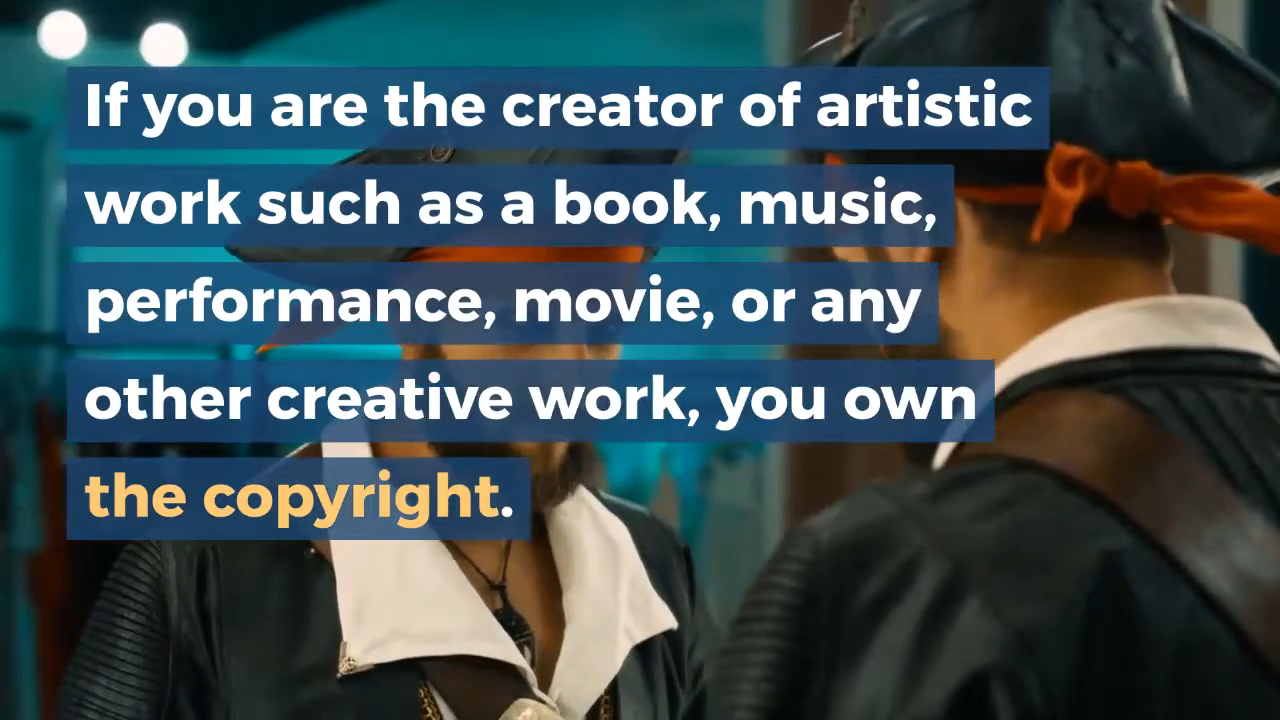 If you are the creator of artistic
work such as a book, music,
performance, movie, or any
other creative work, you own
the copyright.